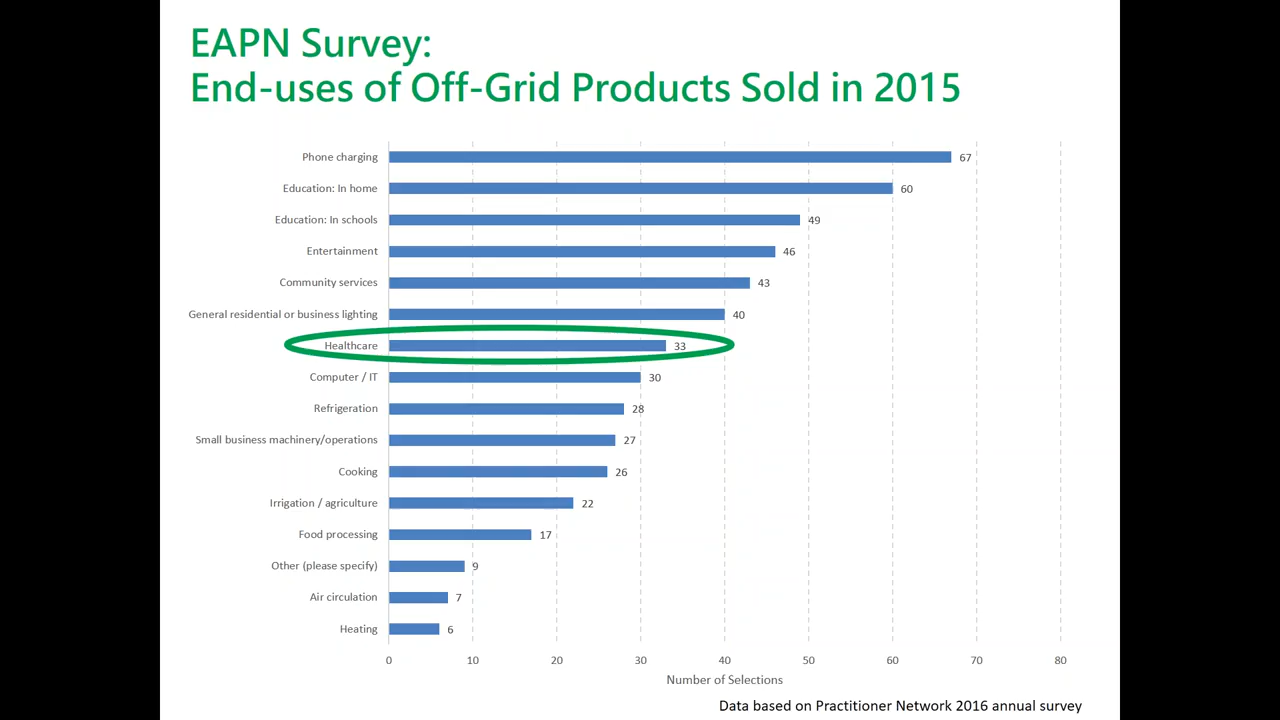 EAPN Survey:
End-uses of Off-Grid Products Sold in 2015
Phone charging 67
Education: In home 60
Education: In schools 49
Entertainment 46
Community services 43
General residential or business lighting 40
Healthcare 33
Computer / IT 30
Refrigeration 28
Small business machinery/operations 27
Cooking 26
Irrigation / agriculture 22
Food processing 17
Other (please specify) 9
Air circulation 7
Heating 6
0 10 20 30 40 50 60 70 80
Number of Selections
Data based on Practitioner Network 2016 annual survey